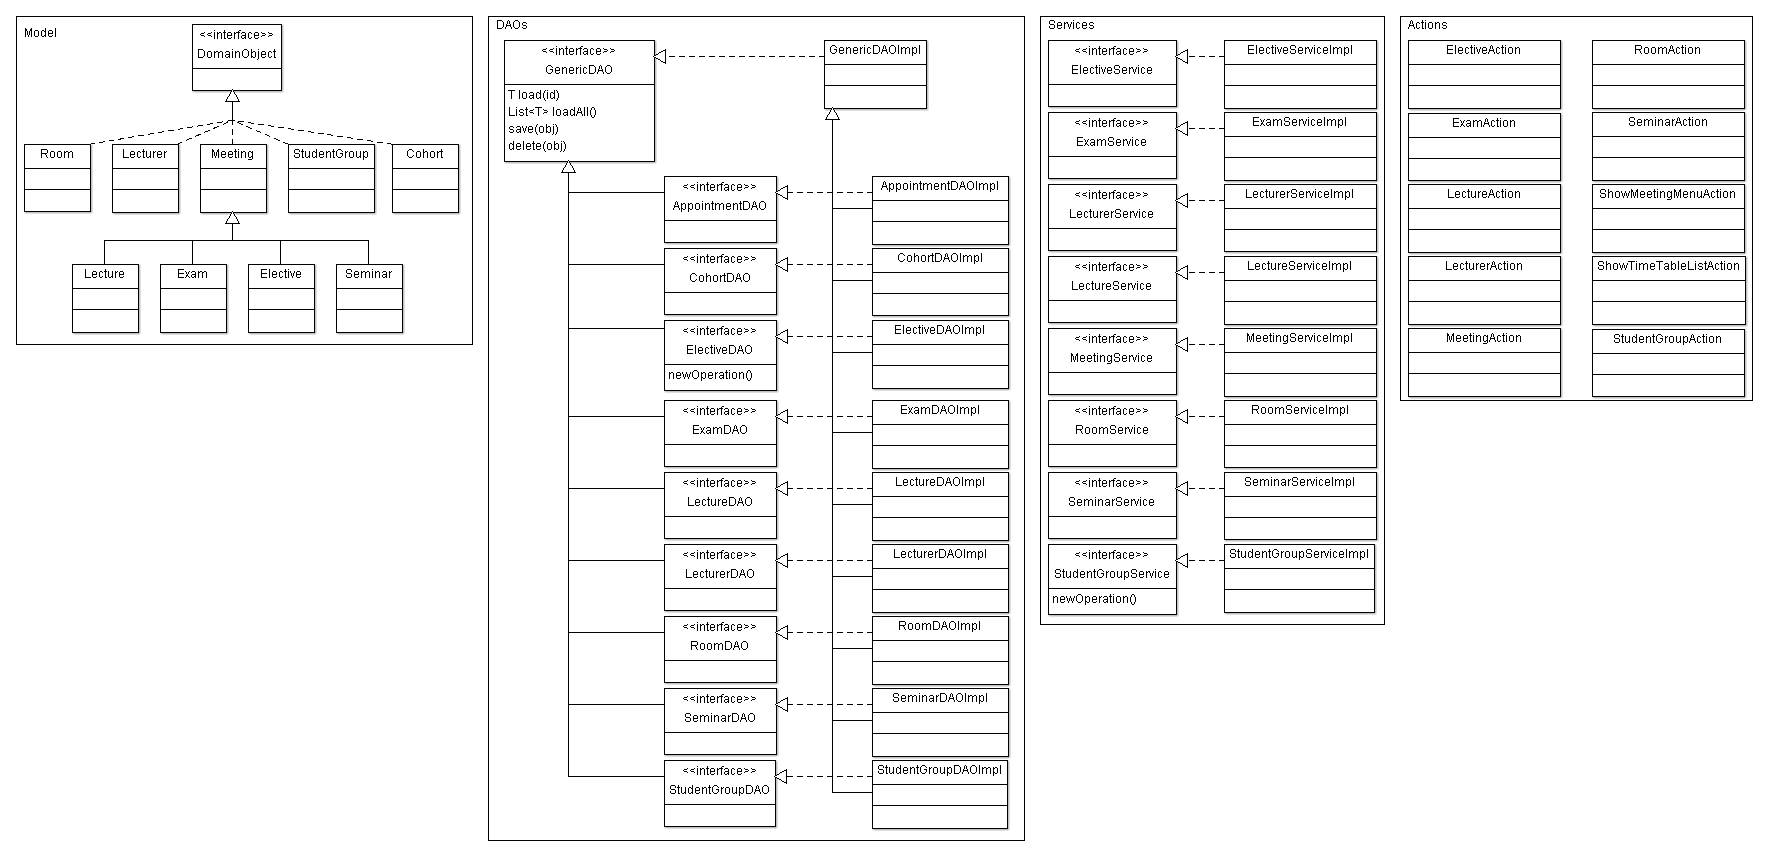 Model
<<interface>>
DomainObject
Room
Lecturer
Meeting
StudentGroup
Cohort
Lecture
Exam
Elective
Seminar
DAOs
<<interface>>
GenericDAO
T load(id)
List<T> loadAll()
save(obj)
delete(obj)
GenericDAOImpl
<<interface>>
AppointmentDAO
AppointmentDAOImpl
<<interface>>
CohortDAO
CohortDAOImpl
<<interface>>
ElectiveDAO
newOperation()
ElectiveDAOImpl
<<interface>>
ExamDAO
ExamDAOImpl
<<interface>>
LectureDAO
LectureDAOImpl
<<interface>>
LecturerDAO
LecturerDAOImpl
<<interface>>
RoomDAO
RoomDAOImpl
<<interface>>
SeminarDAO
SeminarDAOImpl
<<interface>>
StudentGroupDAO
StudentGroupDAOImpl
Services
<<interface>>
ElectiveService
ElectiveServiceImpl
<<interface>>
ExamService
ExamServiceImpl
<<interface>>
LecturerService
LecturerServiceImpl
<<interface>>
LectureService
LectureServiceImpl
<<interface>>
MeetingService
MeetingServiceImpl
<<interface>>
RoomService
RoomServiceImpl
<<interface>>
SeminarService
SeminarServiceImpl
<<interface>>
StudentGroupService
newOperation()
StudentGroupServiceImpl
Actions
ElectiveAction
RoomAction
ExamAction
SeminarAction
LectureAction
ShowMeetingMenuAction
LecturerAction
ShowTimeTableListAction
MeetingAction
StudentGroupAction